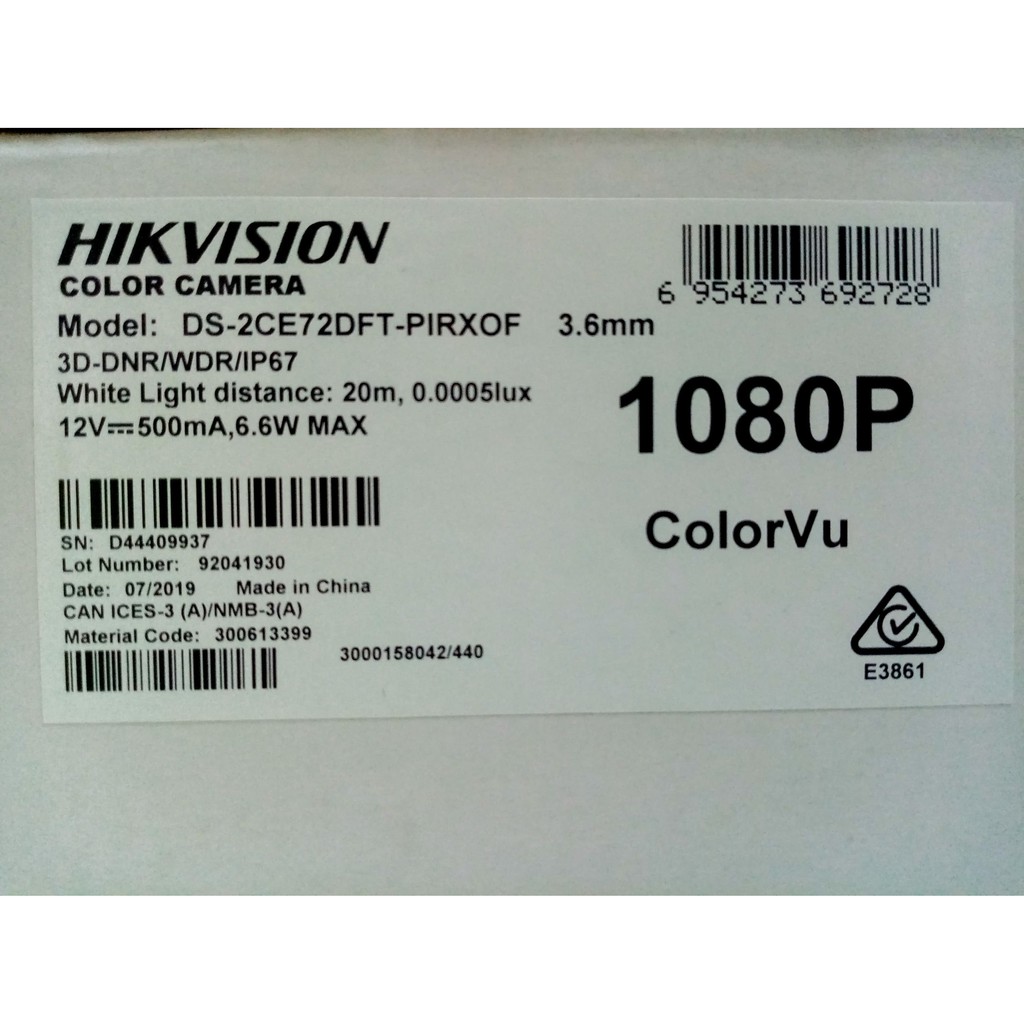 HIKVISION
COLOR CAMERA
6 954273 692728
Model: DS-2CE72DFT-PIRXOF 3.6mm
3D-DNR/WDR/IP67
White Light distance: 20m, 0.0005lux
12V⎓500mA,6.6W MAX
1080P
ColorVu
SN: D44409937
Lot Number: 92041930
Date: 07/2019 Made in China
CAN ICES-3 (A)/NMB-3(A)
Material Code: 300613399
3000158042/440
E3861